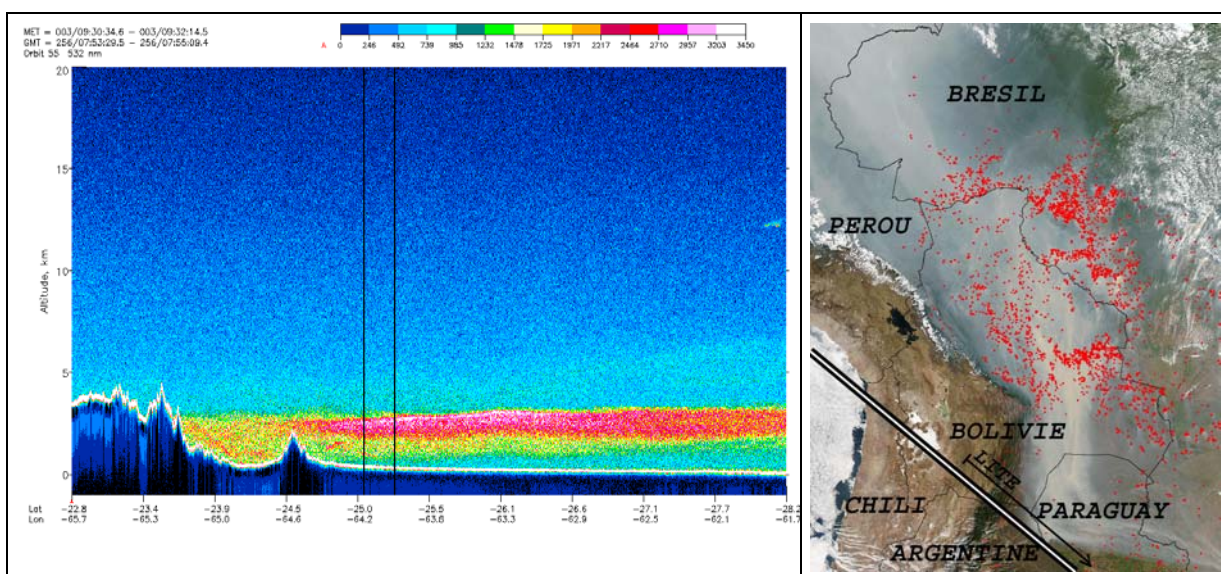 MET = 003/09:30:34.6 − 003/09:32:14.5
GMT = 256/07:53:29.5 − 256/07:55:09.4
Orbit 55 532 nm
A 0 246 492 739 985 1232 1478 1725 1971 2217 2464 2710 2957 3203 3450
20
15
10
5
0
Altitude, km
Lat −22.8 −23.4 −23.9 −24.5 −25.0 −25.5 −26.1 −26.6 −27.1 −27.7 −28.2
Lon −65.7 −65.3 −65.0 −64.6 −64.2 −63.8 −63.3 −62.9 −62.5 −62.1 −61.7
BRESIL
PEROU
BOLIVIE
LITE
CHILI
PARAGUAY
ARGENTINE